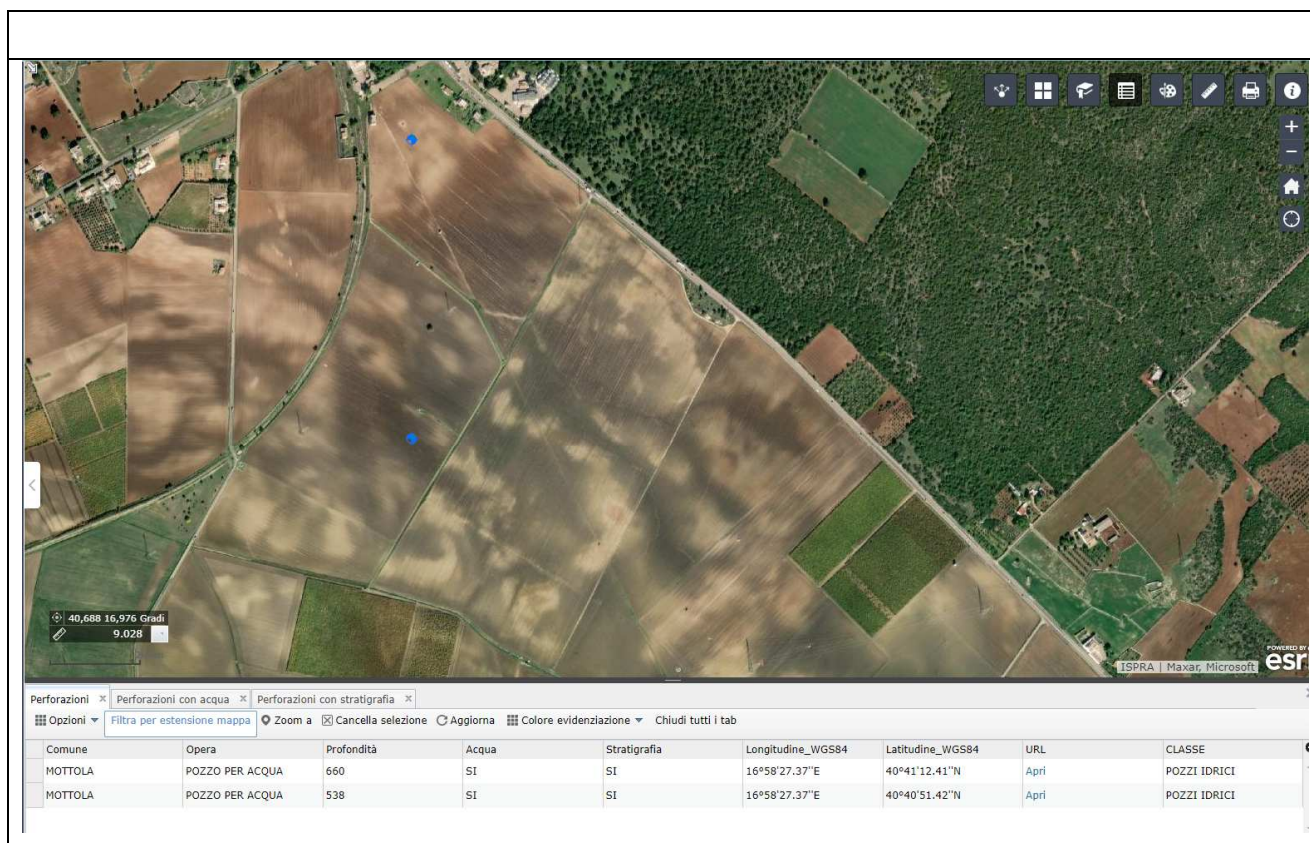 40,688 16,976 Gradi
9.028
ISPRA | Maxar, Microsoft
POWERED BY
esri
Perforazioni Perforazioni con acqua Perforazioni con stratigrafia
Opzioni Filtra per estensione mappa Zoom a Cancella selezione Aggiorna Colore evidenziazione Chiudi tutti i tab
Comune Opera Profondità Acqua Stratigrafia Longitudine_WGS84 Latitudine_WGS84 URL CLASSE
MOTTOLA POZZO PER ACQUA 660 SI SI 16°58'27.37''E 40°41'12.41''N Apri POZZI IDRICI
MOTTOLA POZZO PER ACQUA 538 SI SI 16°58'27.37''E 40°40'51.42''N Apri POZZI IDRICI